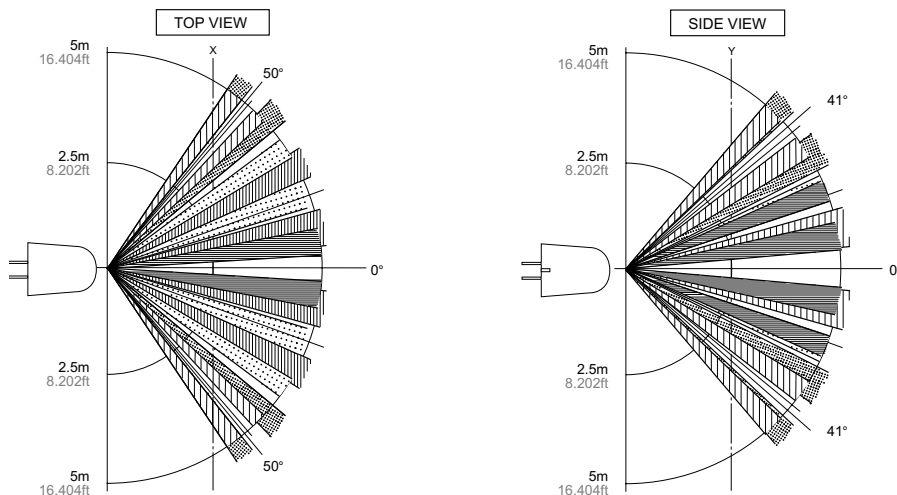 TOP VIEW
5m
16.404ft
X
50°
2.5m
8.202ft
0°
2.5m
8.202ft
50°
5m
16.404ft
SIDE VIEW
5m
16.404ft
Y
41°
2.5m
8.202ft
0
2.5m
8.202ft
41°
5m
16.404ft